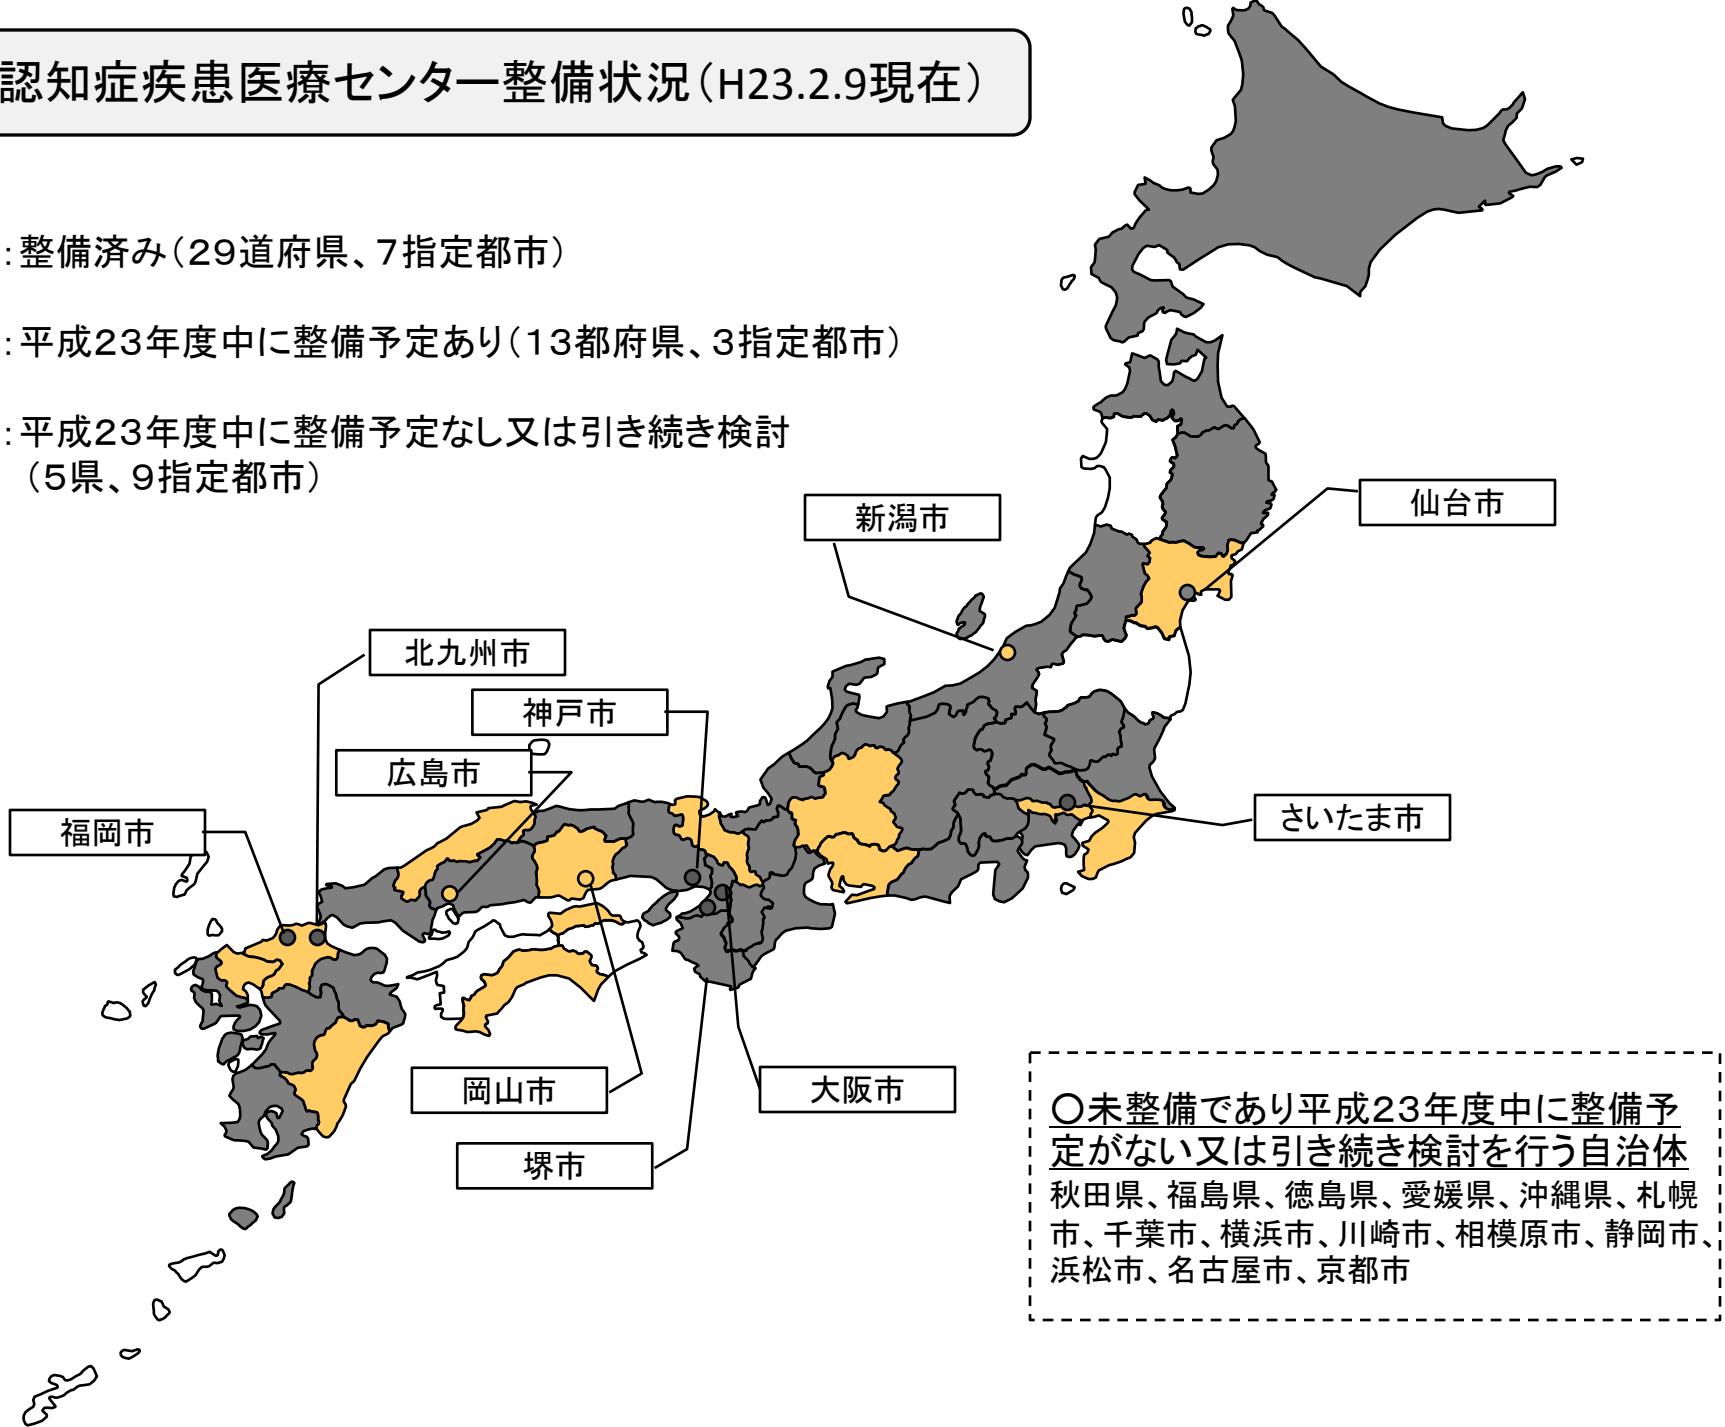 認知症疾患医療センター整備状況（H23.2.9現在）
：整備済み（２９道府県、７指定都市）
：平成２３年度中に整備予定あり（１３都府県、３指定都市）
：平成２３年度中に整備予定なし又は引き続き検討
（５県、９指定都市）
新潟市
仙台市
北九州市
神戸市
広島市
福岡市
さいたま市
岡山市
大阪市
堺市
○未整備であり平成２３年度中に整備予
定がない又は引き続き検討を行う自治体
秋田県、福島県、徳島県、愛媛県、沖縄県、札幌
市、千葉市、横浜市、川崎市、相模原市、静岡市、
浜松市、名古屋市、京都市